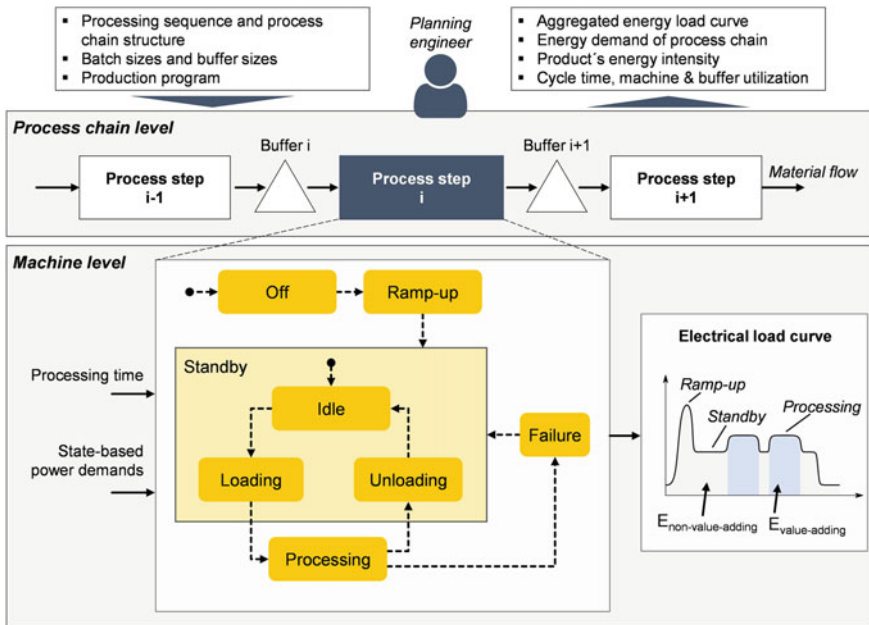 ▪ Processing sequence and process
chain structure
▪ Batch sizes and buffer sizes
▪ Production program
Planning
engineer
▪ Aggregated energy load curve
▪ Energy demand of process chain
▪ Product´s energy intensity
▪ Cycle time, machine & buffer utilization
Process chain level
Process step
i-1
Buffer i
Process step
i
Buffer i+1
Process step
i+1
Material flow
Machine level
Processing time
State-based
power demands
Off
Ramp-up
Standby
Idle
Loading
Unloading
Processing
Failure
Electrical load curve
Ramp-up
Standby
Processing
E non-value-adding
E value-adding